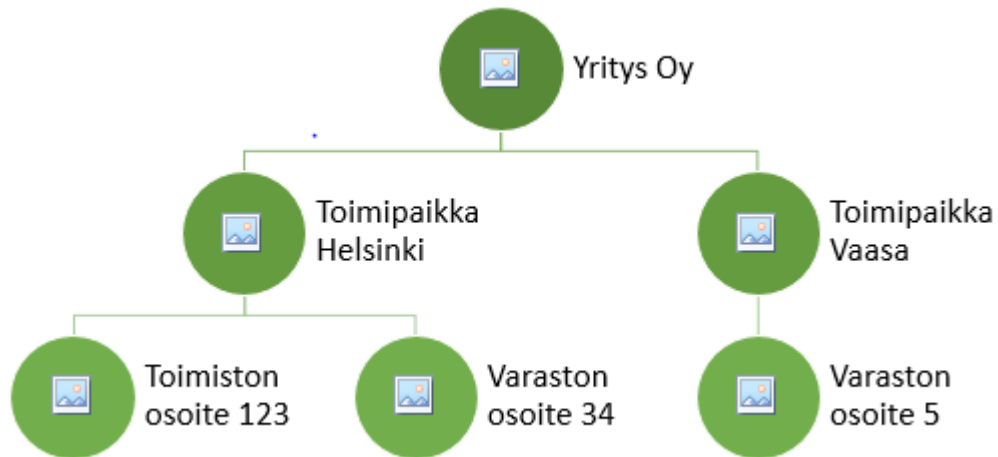 Yritys Oy
Toimipaikka
Helsinki
Toimipaikka
Vaasa
Toimiston
osoite 123
Varaston
osoite 34
Varaston
osoite 5